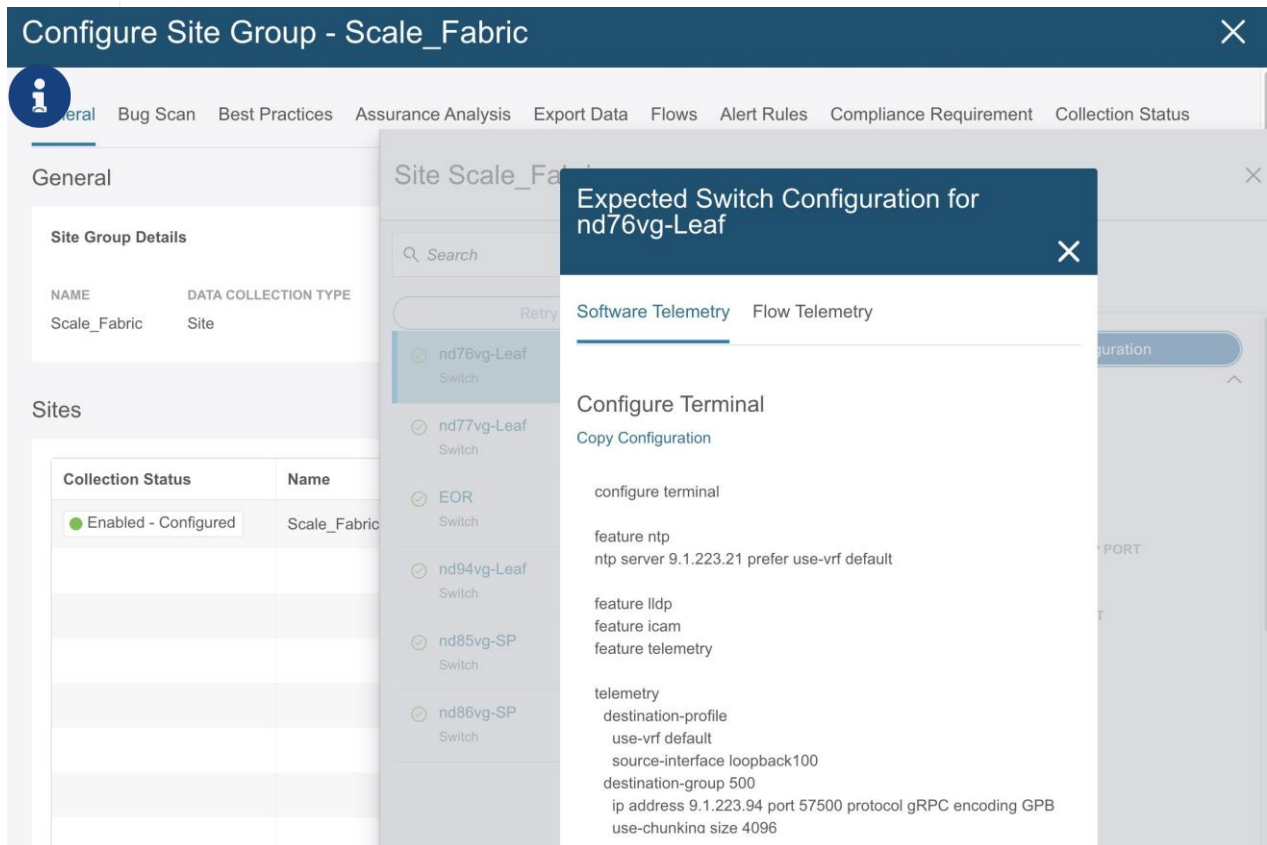 Configure Site Group - Scale_Fabric
General Bug Scan Best Practices Assurance Analysis Export Data Flows Alert Rules Compliance Requirement Collection Status
General
Site Group Details
NAME DATA COLLECTION TYPE
Scale_Fabric Site
Sites
Collection Status Name
Enabled - Configured Scale_Fabric
Site Scale_Fabric
Search
Retry
nd76vg-Leaf
Switch
nd77vg-Leaf
Switch
EOR
Switch
nd94vg-Leaf
Switch
nd85vg-SP
Switch
nd86vg-SP
Switch
PORT
Expected Switch Configuration for
nd76vg-Leaf
Software Telemetry Flow Telemetry
Configure Terminal
Copy Configuration
configure terminal
feature ntp
ntp server 9.1.223.21 prefer use-vrf default
feature lldp
feature icam
feature telemetry
telemetry
destination-profile
use-vrf default
source-interface loopback100
destination-group 500
ip address 9.1.223.94 port 57500 protocol gRPC encoding GPB
use-chunking size 4096